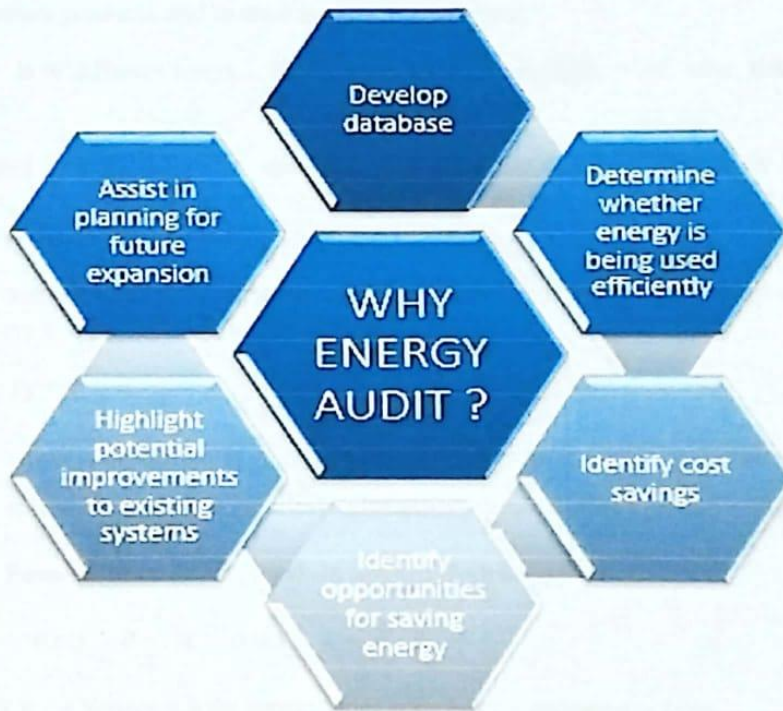 Develop
database
Determine
whether
energy is
being used
efficiently
Identify cost
savings
Identify
opportunities
for saving
energy
Highlight
potential
improvements
to existing
systems
Assist in
planning for
future
expansion
WHY
ENERGY
AUDIT ?